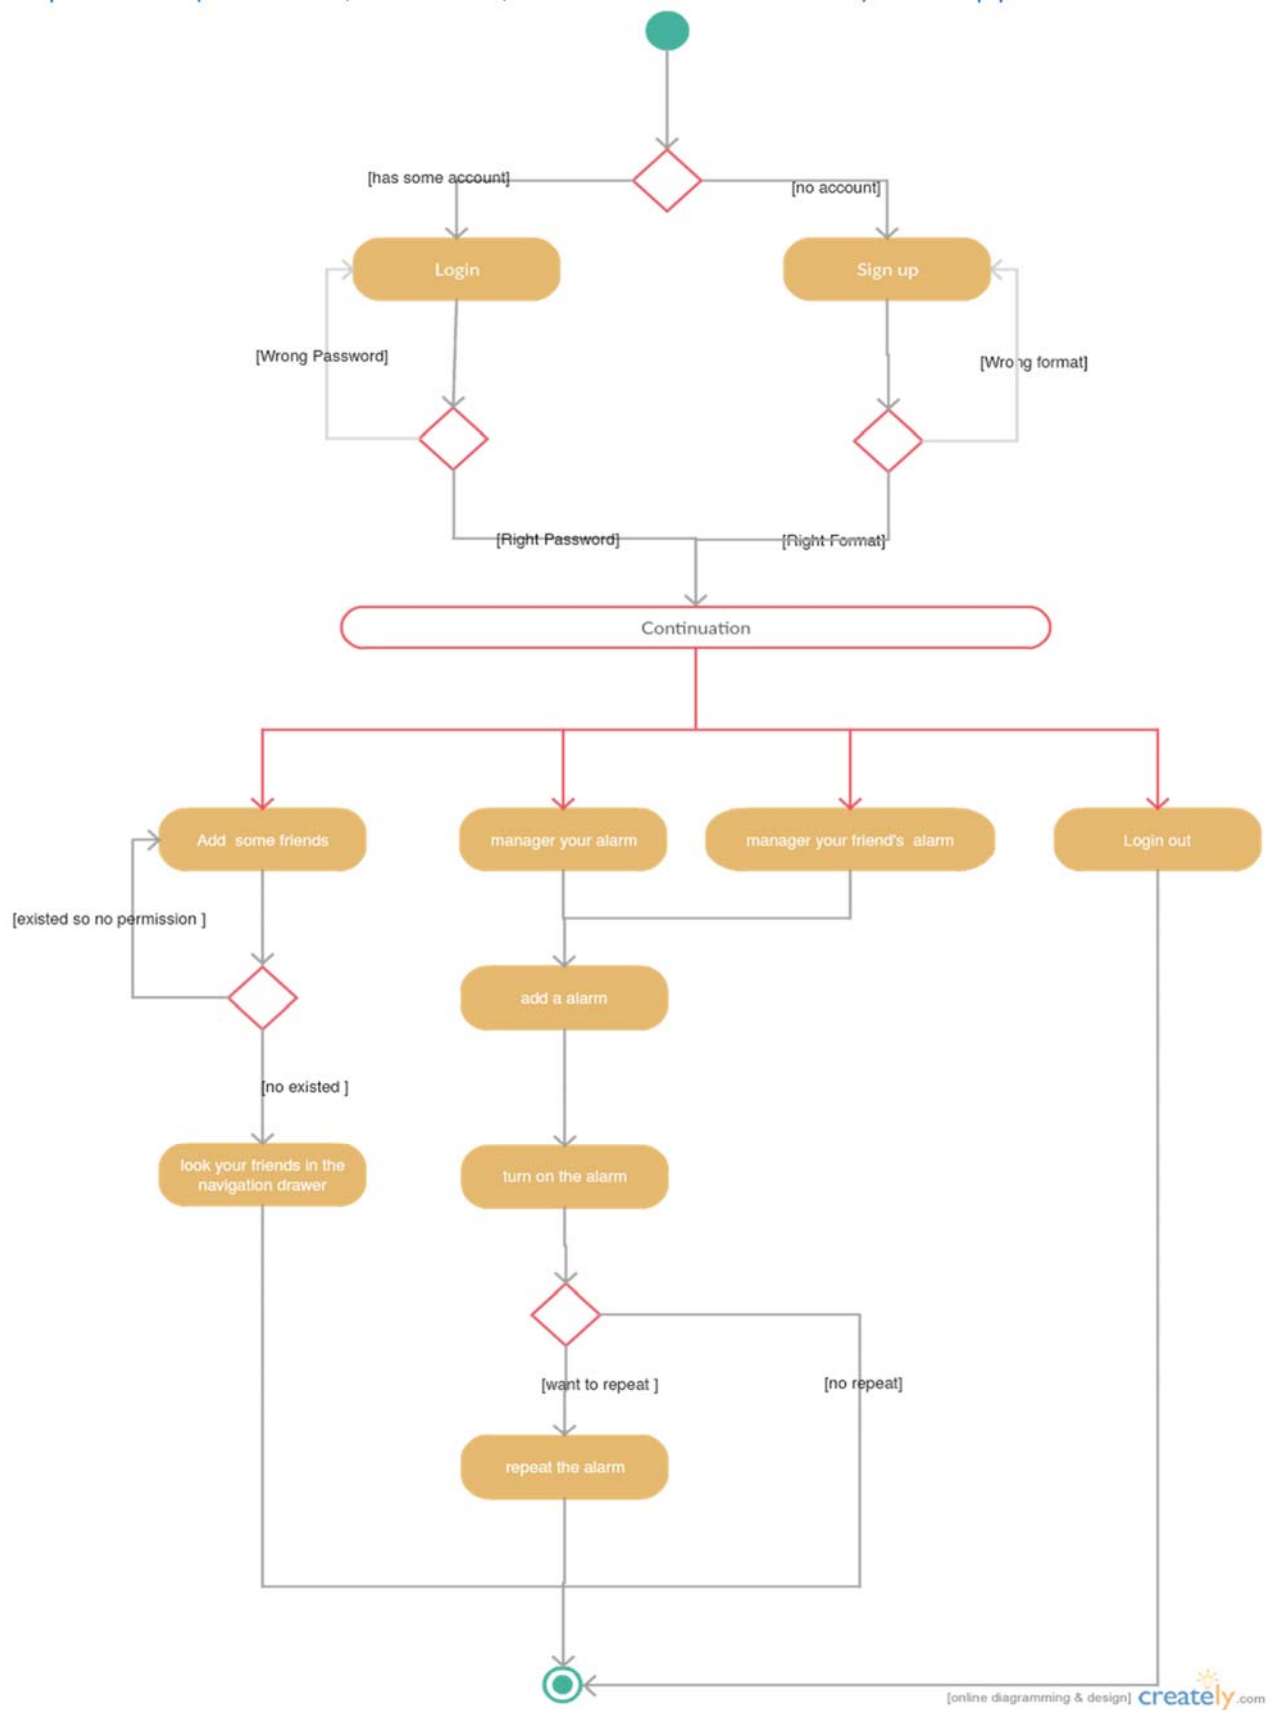 [has some account]
[no account]
Login
Sign up
[Wrong Password]
[Wrong format]
[Right Password]
[Right Format]
Continuation
Add some friends
manager your alarm
manager your friend's alarm
Login out
[existed so no permission ]
add a alarm
[no existed ]
look your friends in the
navigation drawer
turn on the alarm
[want to repeat ]
[no repeat]
repeat the alarm
[online diagramming & design] creately.com